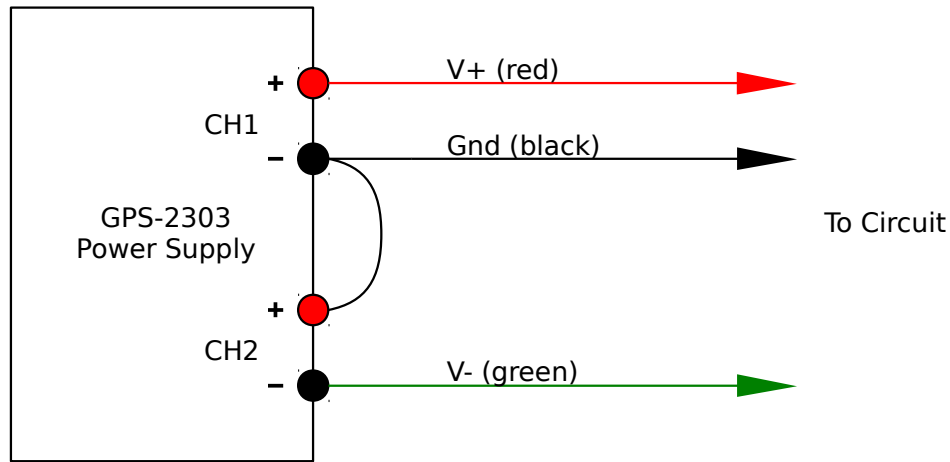 +
V+ (red)
CH1
−
Gnd (black)
GPS-2303
Power Supply
To Circuit
+
CH2
−
V- (green)